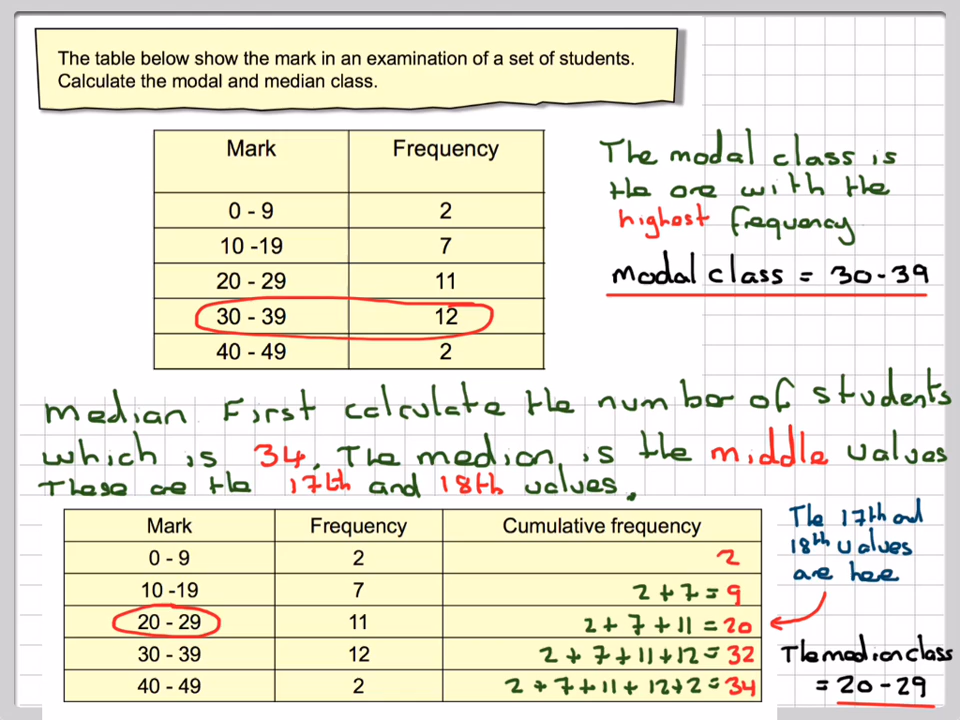 The table below show the mark in an examination of a set of students.
Calculate the modal and median class.
Mark Frequency
0 - 9 2
10 -19 7
20 - 29 11
30 - 39 12
40 - 49 2
The modal class is
the one with the
highest frequency
modal class = 30-39
median First calculate the number of students
which is 34. The median is the middle values
These are the 17th and 18th values.
Mark Frequency Cumulative frequency
0 - 9 2 2
10 -19 7 2 + 7 = 9
20 - 29 11 2 + 7 + 11 = 20
30 - 39 12 2 + 7 + 11 + 12 = 32
40 - 49 2 2 + 7 + 11 + 12 + 2 = 34
The 17th and
18th values
are here
The median class
= 20 - 29